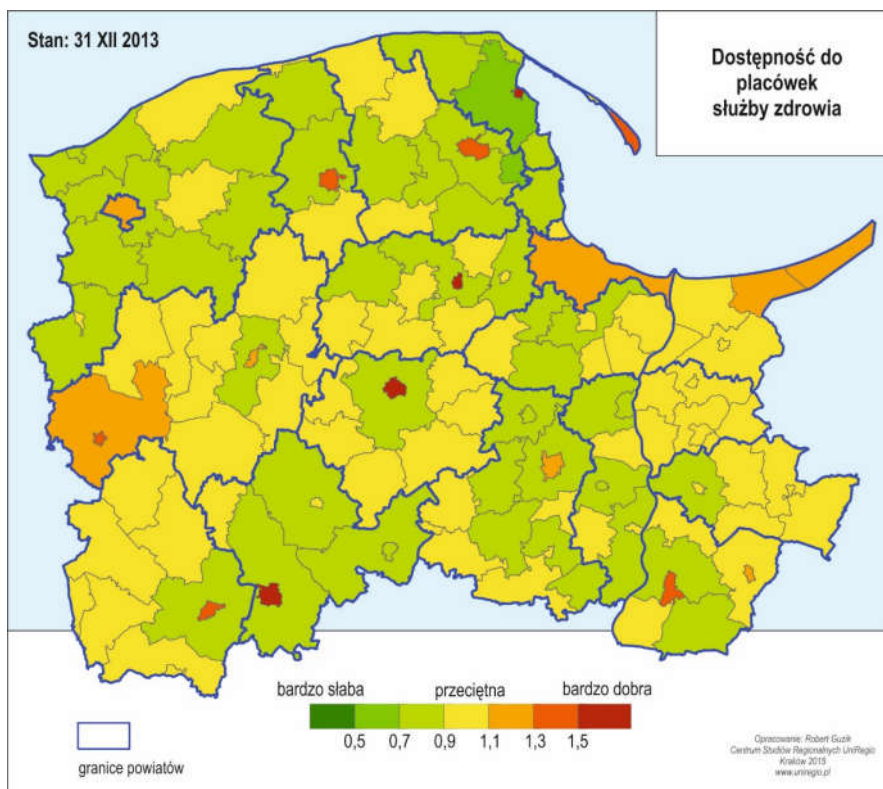 Stan: 31 XII 2013
Dostępność do
placówek
służby zdrowia
bardzo słaba
przeciętna
bardzo dobra
0,5
0,7
0,9
1,1
1,3
1,5
granice powiatów
Opracowanie: Robert Guzik
Centrum Studiów Regionalnych UniRegio
Kraków 2015
www.uniregio.pl